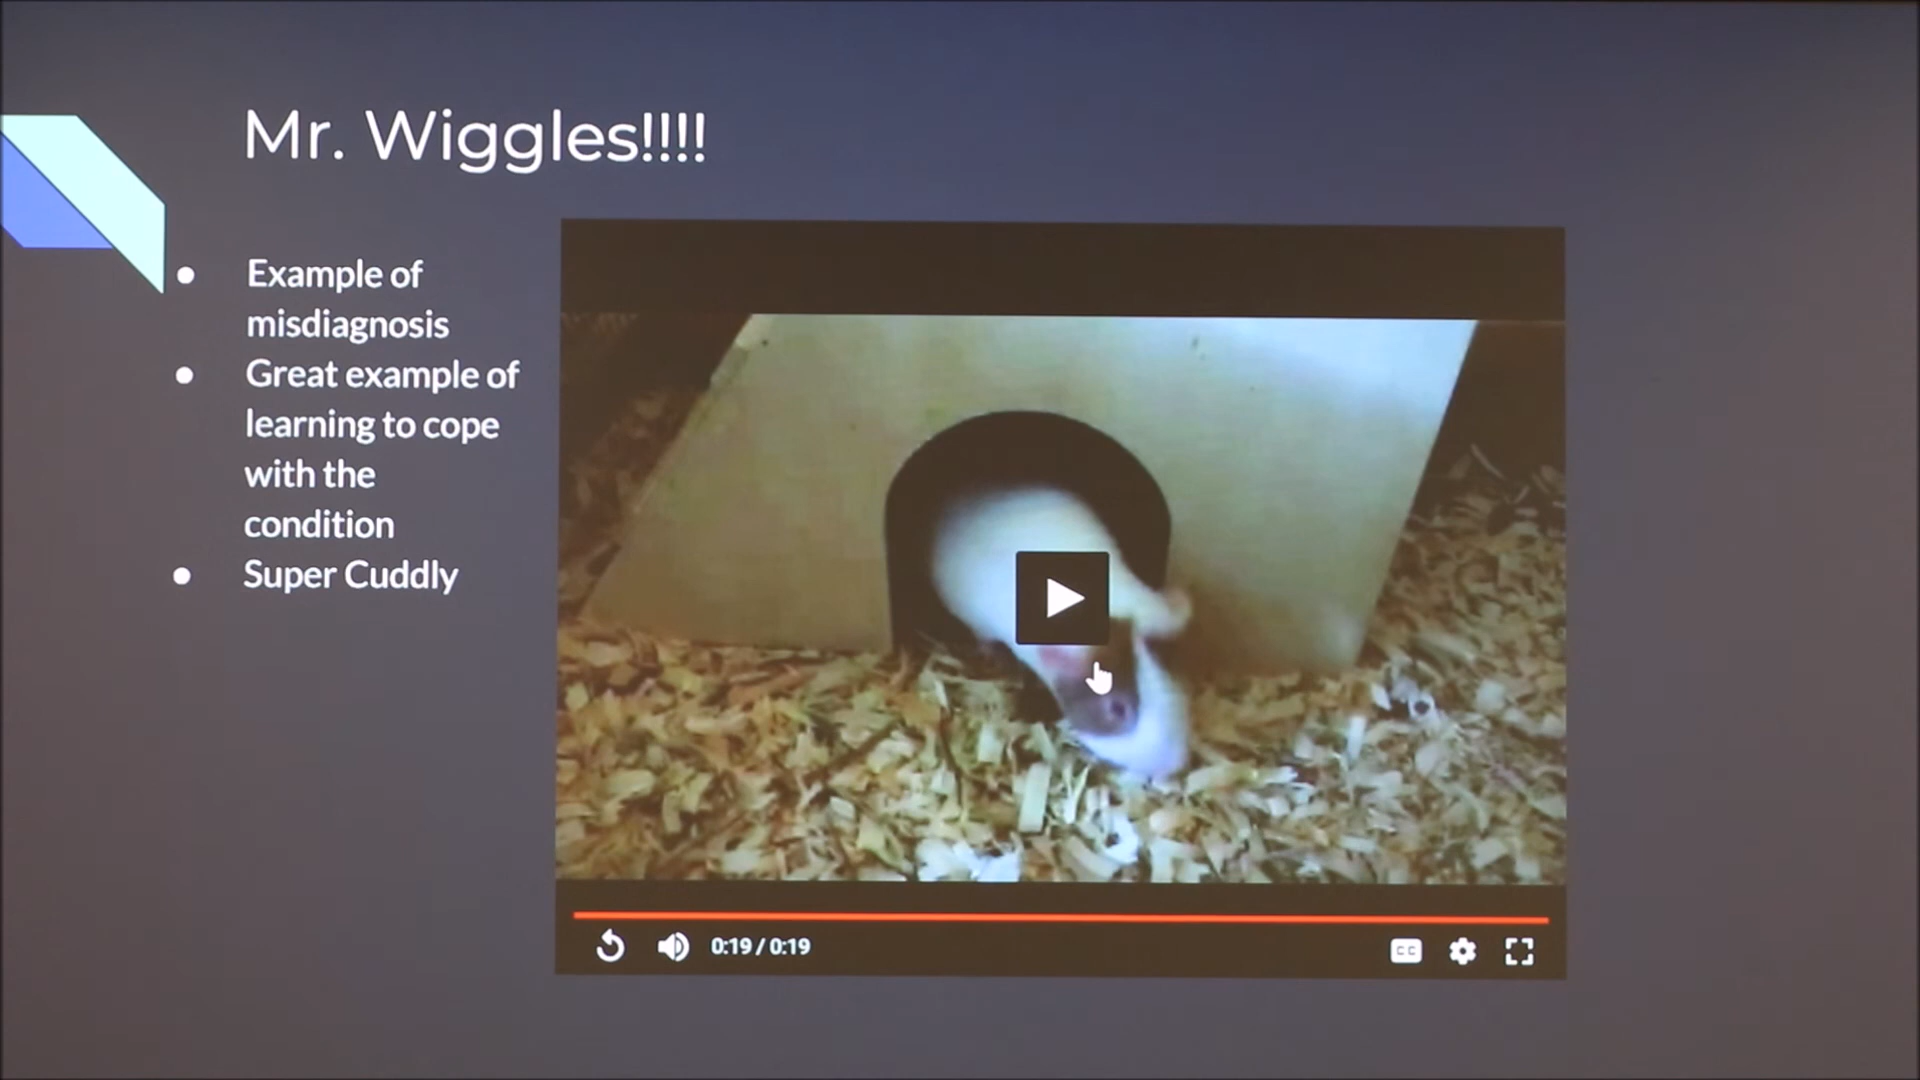 Mr. Wiggles!!!!
● Example of
misdiagnosis
● Great example of
learning to cope
with the
condition
● Super Cuddly
0:19 / 0:19
CC